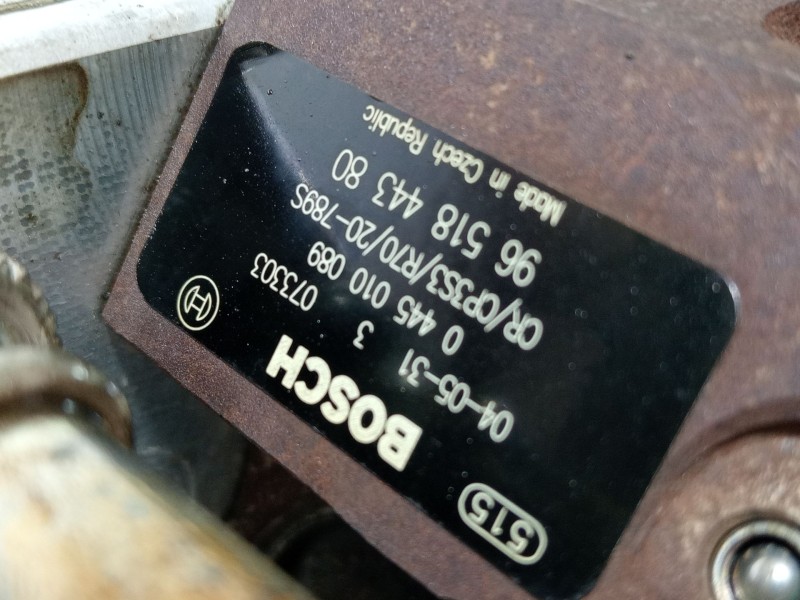 515
BOSCH
04-05-31 3 073303
0 445 010 089
CR/CP3S3/R70/20-789S
96 518 443 80
Made in Czech Republic